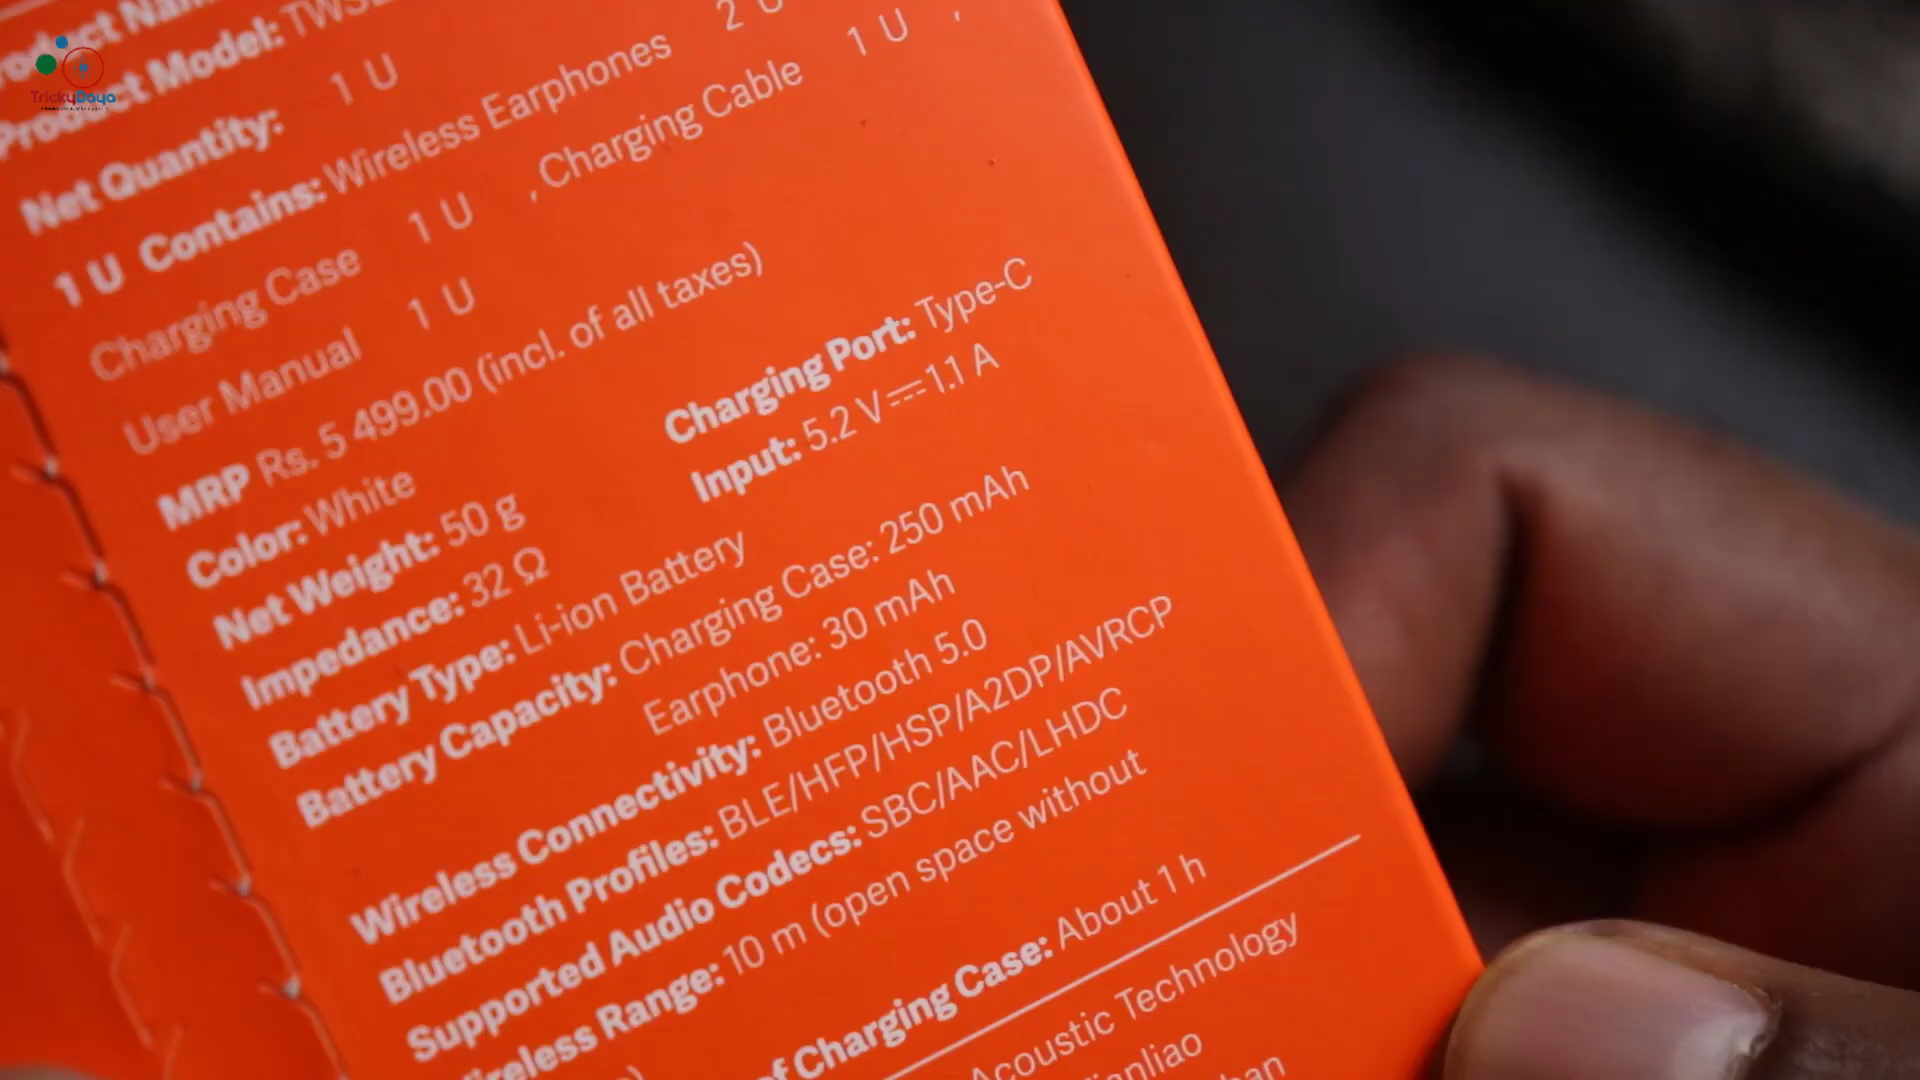 TrickyDaya
Product Model:
Net Quantity: 1 U
1 U Contains: Wireless Earphones 2 U
Charging Case 1 U , Charging Cable 1 U ,
User Manual 1 U
MRP Rs. 5 499.00 (incl. of all taxes)
Color: White
Charging Port: Type-C
Net Weight: 50 g
Input: 5.2 V⎓1.1 A
Impedance: 32 Ω
Battery Type: Li-ion Battery
Battery Capacity: Charging Case: 250 mAh
Earphone: 30 mAh
Wireless Connectivity: Bluetooth 5.0
Bluetooth Profiles: BLE/HFP/HSP/A2DP/AVRCP
Supported Audio Codecs: SBC/AAC/LHDC
Wireless Range: 10 m (open space without
of Charging Case: About 1 h
Acoustic Technology